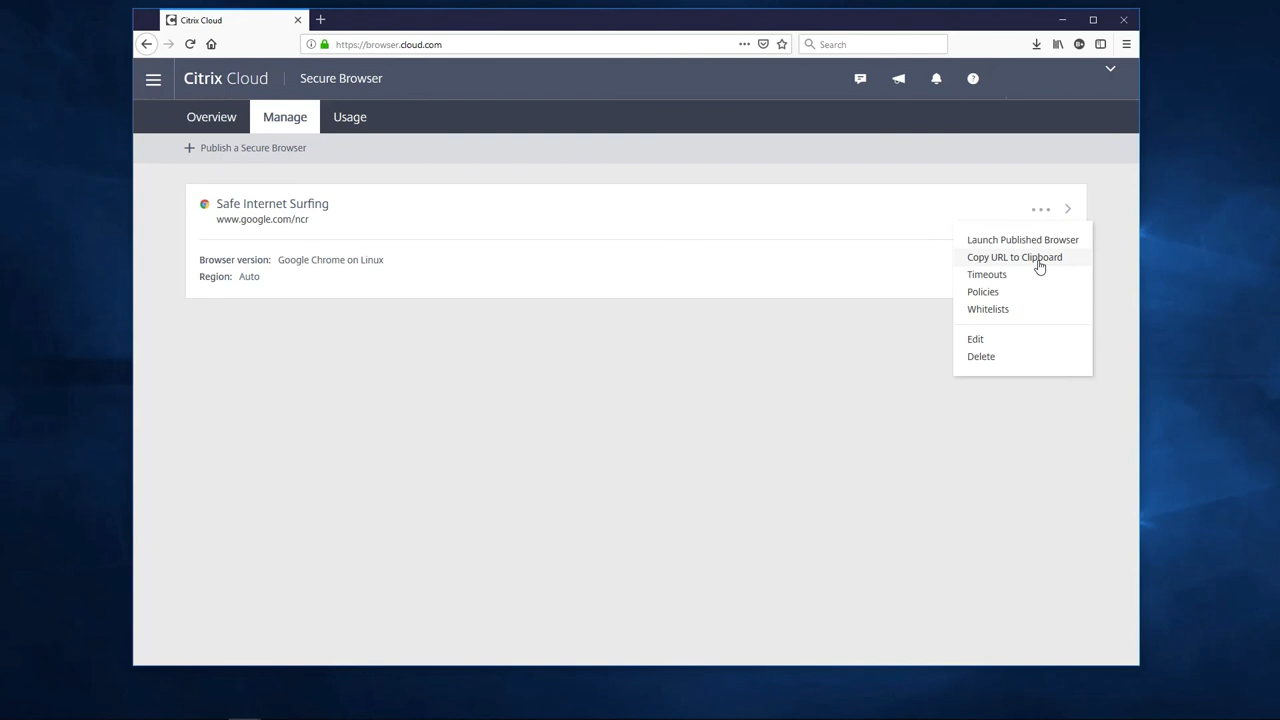 Citrix Cloud
https://browser.cloud.com
Search
Citrix Cloud
Secure Browser
Overview
Manage
Usage
+ Publish a Secure Browser
Safe Internet Surfing
www.google.com/ncr
Browser version: Google Chrome on Linux
Region: Auto
Launch Published Browser
Copy URL to Clipboard
Timeouts
Policies
Whitelists
Edit
Delete